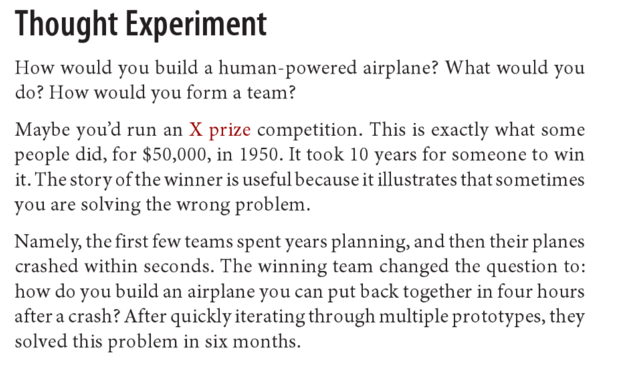 Thought Experiment
How would you build a human-powered airplane? What would you
do? How would you form a team?
Maybe you’d run an X prize competition. This is exactly what some
people did, for $50,000, in 1950. It took 10 years for someone to win
it. The story of the winner is useful because it illustrates that sometimes
you are solving the wrong problem.
Namely, the first few teams spent years planning, and then their planes
crashed within seconds. The winning team changed the question to:
how do you build an airplane you can put back together in four hours
after a crash? After quickly iterating through multiple prototypes, they
solved this problem in six months.